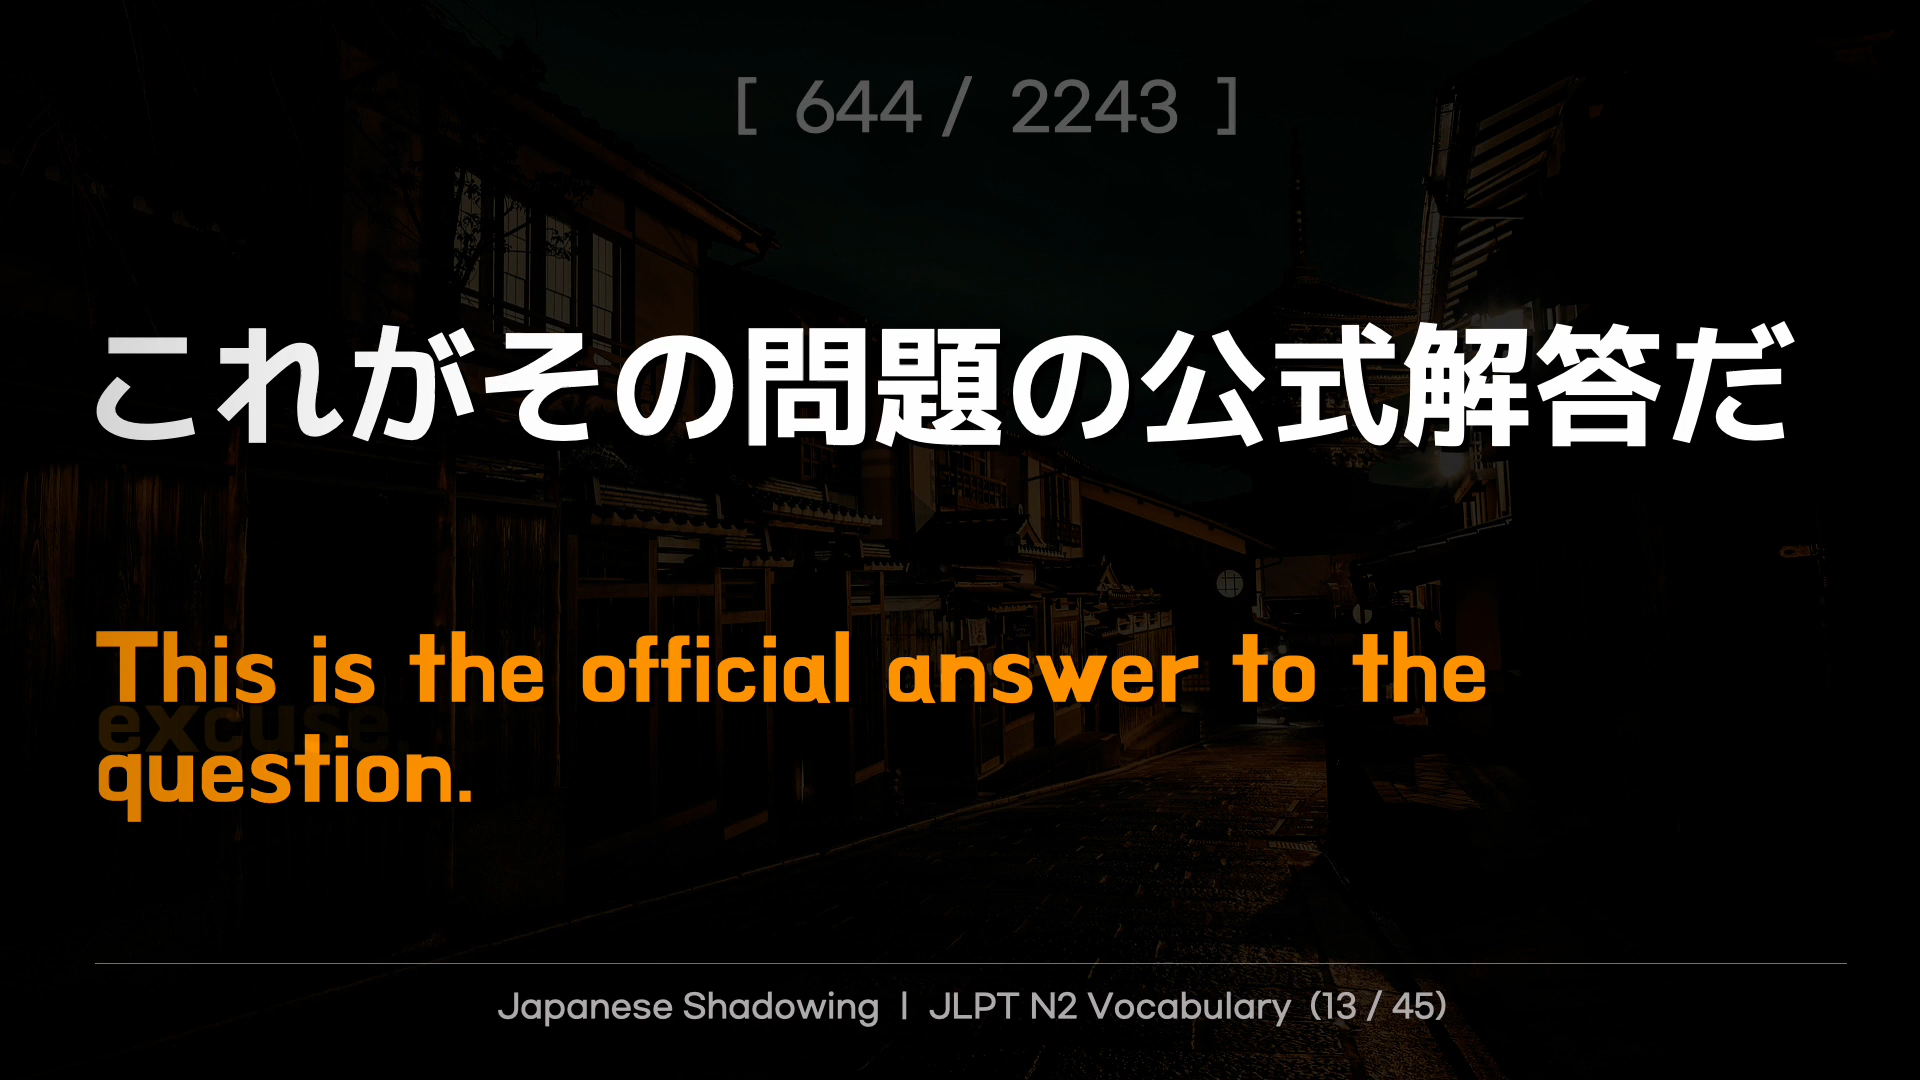 [ 644 / 2243 ]
これがその問題の公式解答だ
This is the official answer to the
excuse.
question.
Japanese Shadowing | JLPT N2 Vocabulary (13 / 45)